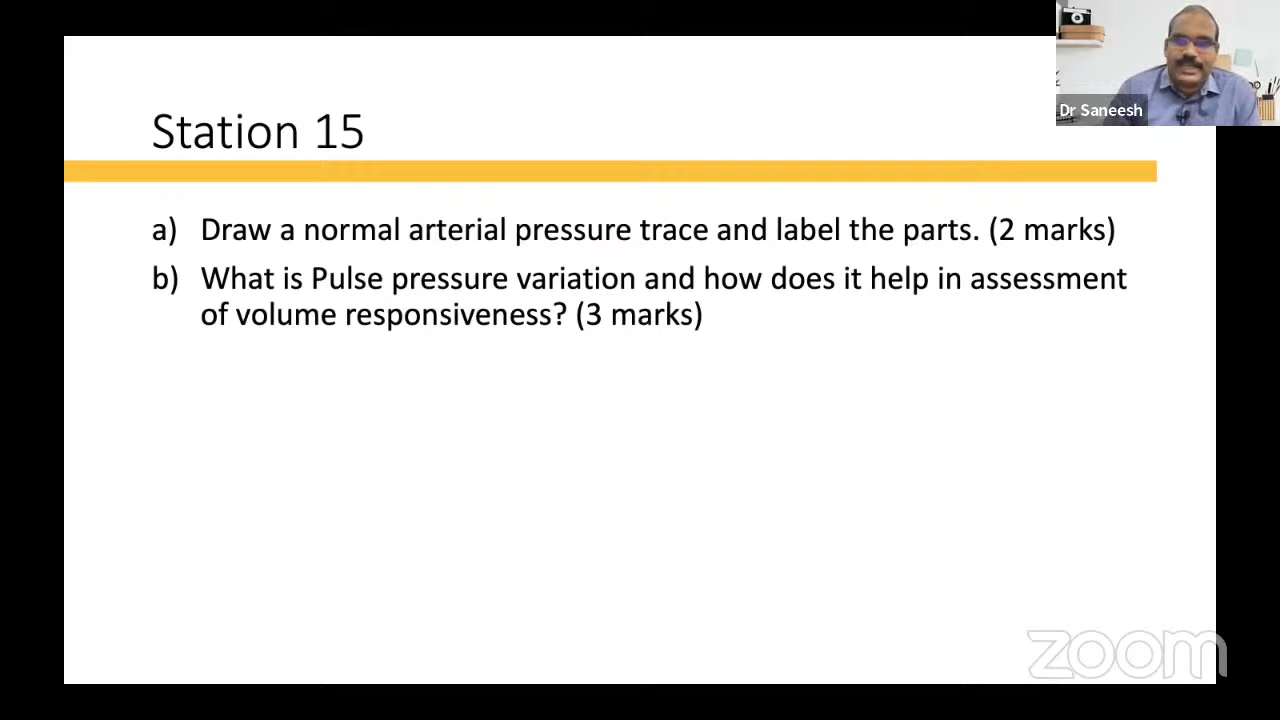 Dr Saneesh
Station 15
a) Draw a normal arterial pressure trace and label the parts. (2 marks)
b) What is Pulse pressure variation and how does it help in assessment
of volume responsiveness? (3 marks)
zoom